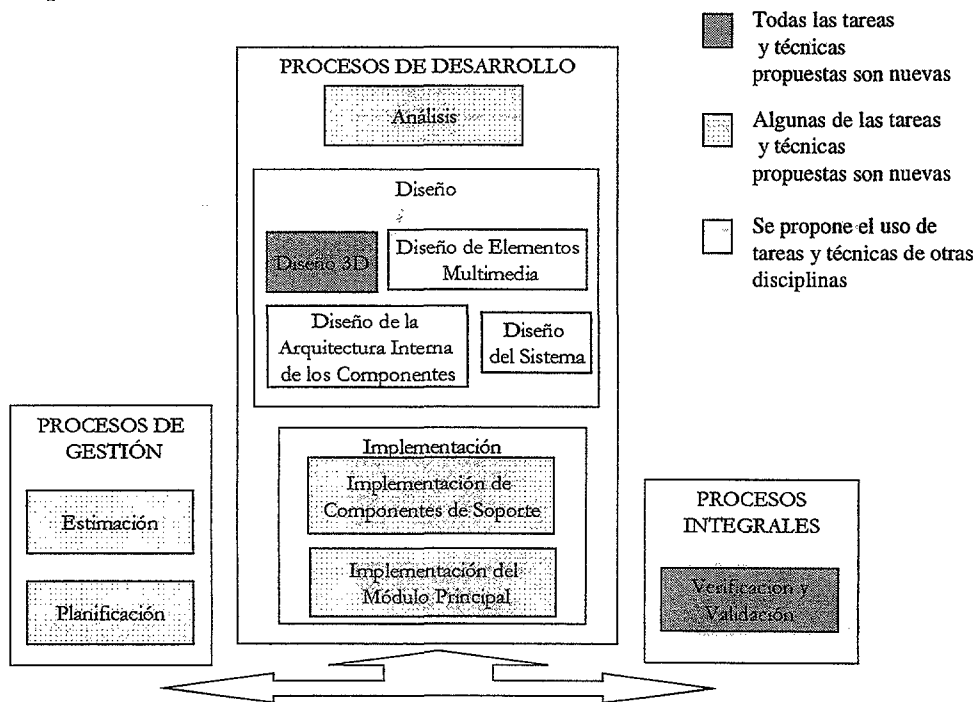 Todas las tareas
y técnicas
propuestas son nuevas
Algunas de las tareas
y técnicas
propuestas son nuevas
Se propone el uso de
tareas y técnicas de otras
disciplinas
PROCESOS DE DESARROLLO
Análisis
Diseño
Diseño 3D
Diseño de Elementos
Multimedia
Diseño de la
Arquitectura Interna
de los Componentes
Diseño
del Sistema
Implementación
Implementación de
Componentes de Soporte
Implementación del
Módulo Principal
PROCESOS DE
GESTIÓN
Estimación
Planificación
PROCESOS
INTEGRALES
Verificación y
Validación